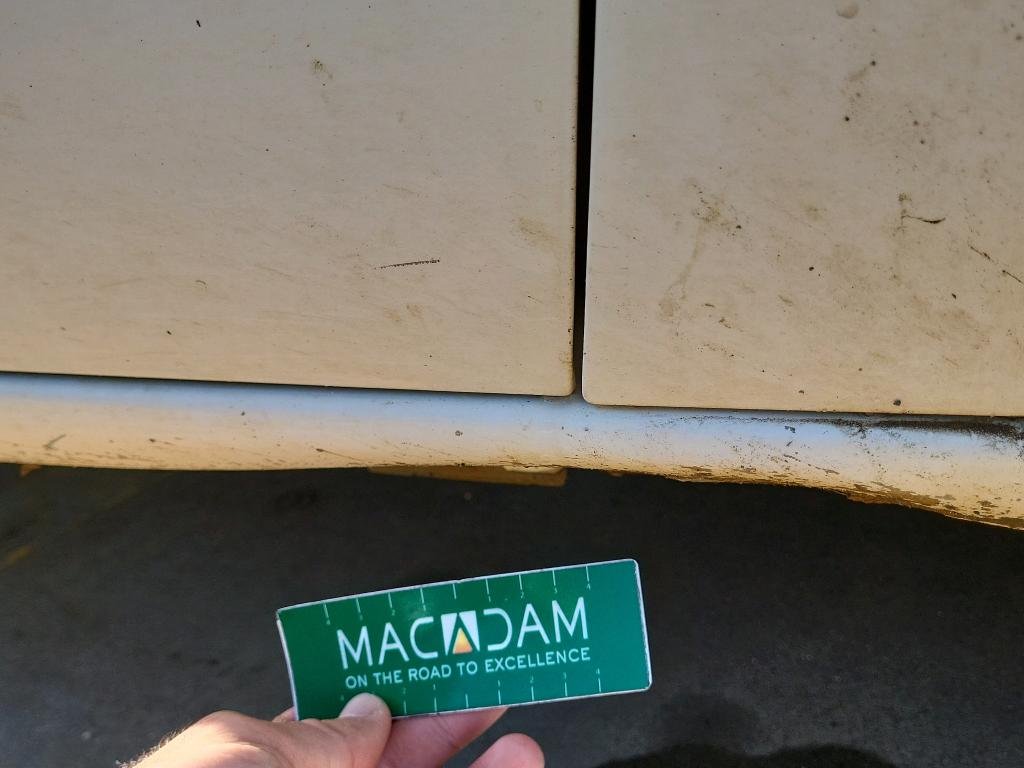 MACADAM
ON THE ROAD TO EXCELLENCE